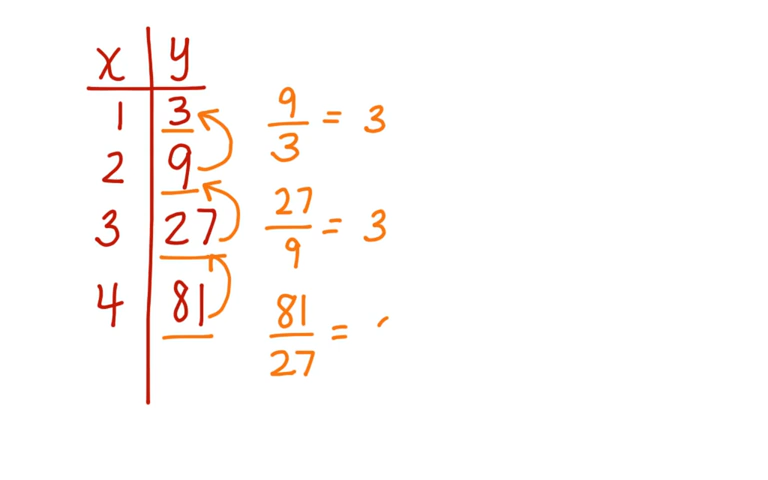 x y
1 3
2 9
3 27
4 81
9/3 = 3
27/9 = 3
81/27 =